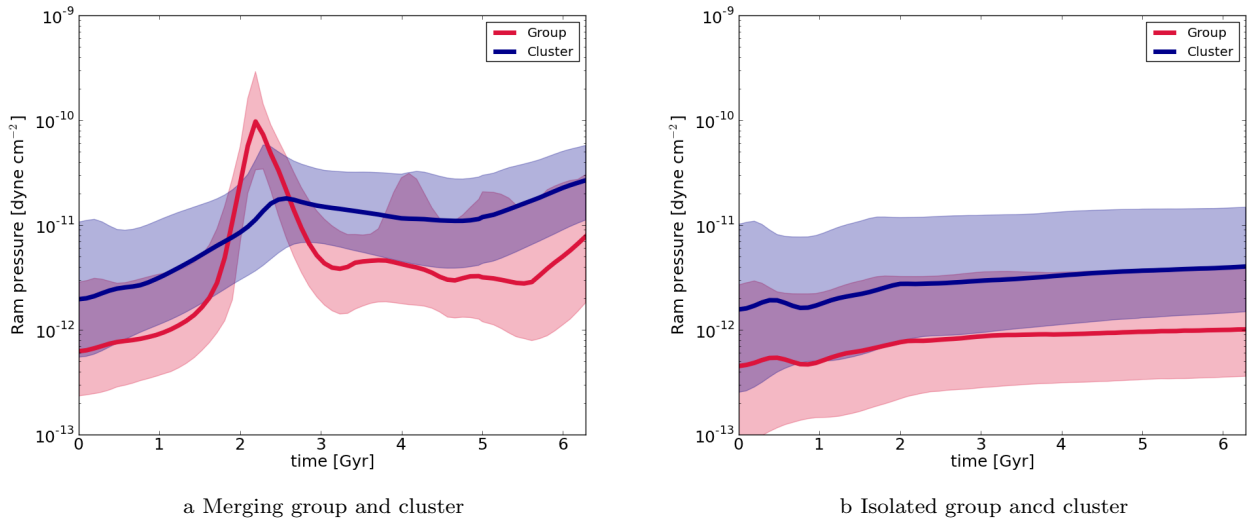 10⁻⁹
10⁻¹⁰
10⁻¹¹
10⁻¹²
10⁻¹³
Ram pressure [dyne cm⁻²]
Group
Cluster
0 1 2 3 4 5 6
time [Gyr]
a Merging group and cluster
10⁻⁹
10⁻¹⁰
10⁻¹¹
10⁻¹²
10⁻¹³
Ram pressure [dyne cm⁻²]
Group
Cluster
0 1 2 3 4 5 6
time [Gyr]
b Isolated group ancd cluster